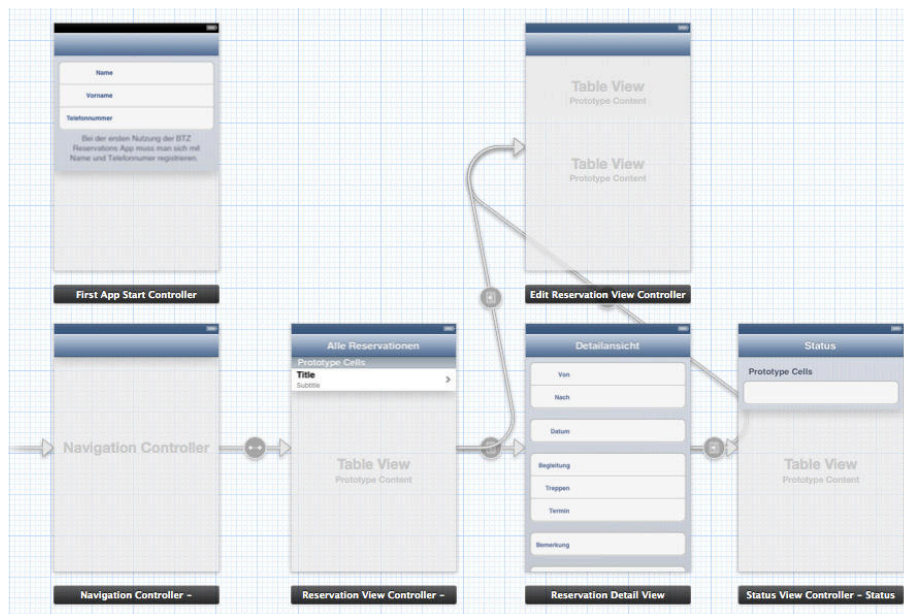 Name
Vorname
Telefonnummer
Bei der ersten Nutzung der BTZ
Reservations App muss man sich mit
Name und Telefonnumer registrieren.
First App Start Controller
Table View
Prototype Content
Table View
Prototype Content
Edit Reservation View Controller
Navigation Controller
Navigation Controller –
Alle Reservationen
Prototype Cells
Title
Subtitle
Table View
Prototype Content
Reservation View Controller –
Detailansicht
Von
Nach
Datum
Begleitung
Treppen
Termin
Bemerkung
Reservation Detail View
Status
Prototype Cells
Table View
Prototype Content
Status View Controller – Status